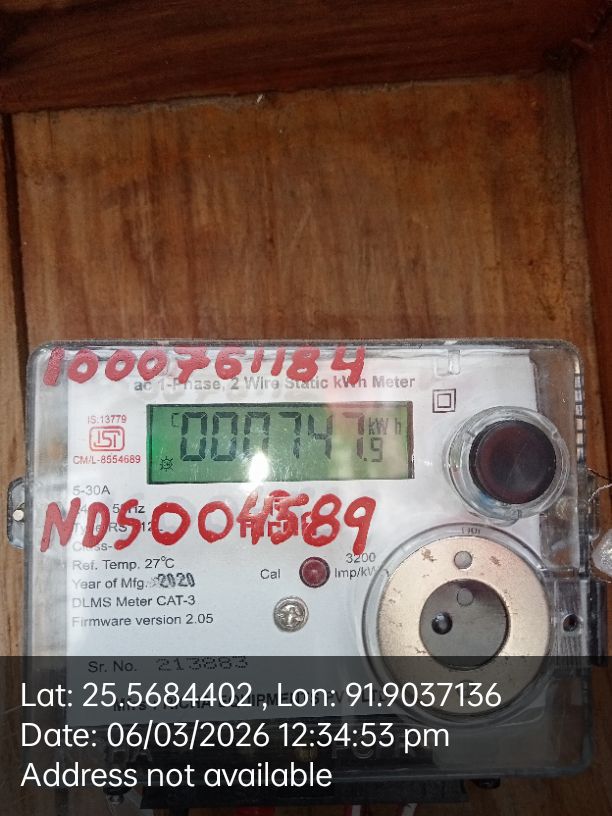 1000761184
ac 1-Phase, 2 Wire Static kWh Meter
IS:13779
CM/L-8554689
000747.9 kWh
5-30A
NDS004589
Ref. Temp. 27°C
Cal
3200
Year of Mfg. 2020
DLMS Meter CAT-3
Firmware version 2.05
Sr. No. 213883
Lat: 25.5684402 Lon: 91.9037136
Date: 06/03/2026 12:34:53 pm
Address not available